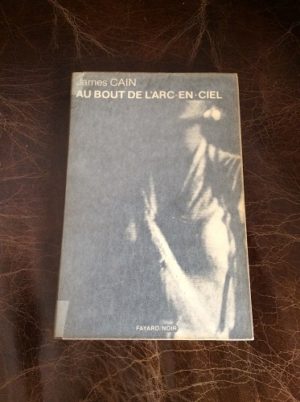 James CAIN
AU BOUT DE L'ARC-EN-CIEL
FAYARD/NOIR